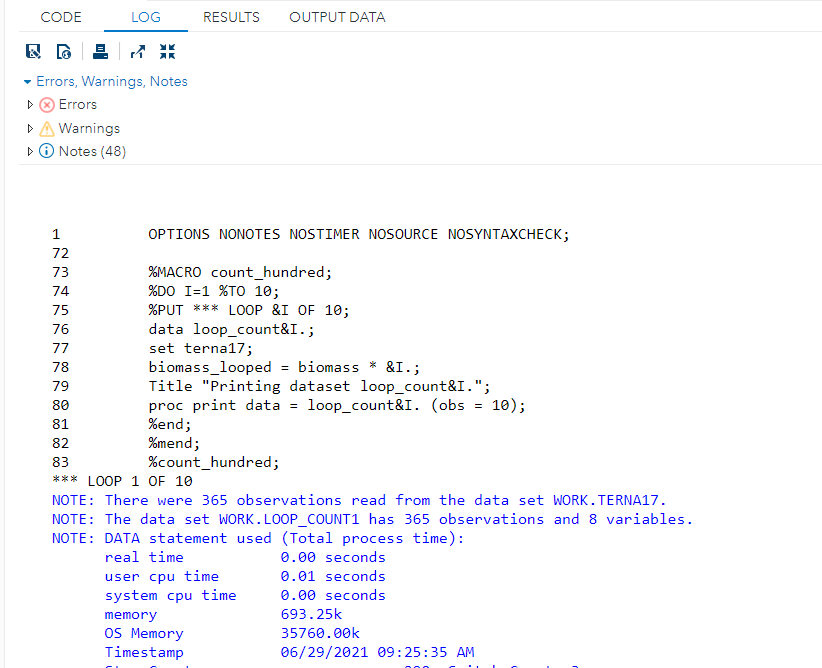 CODE LOG RESULTS OUTPUT DATA
Errors, Warnings, Notes
Errors
Warnings
Notes (48)
1 OPTIONS NONOTES NOSTIMER NOSOURCE NOSYNTAXCHECK;
72
73 %MACRO count_hundred;
74 %DO I=1 %TO 10;
75 %PUT *** LOOP &I OF 10;
76 data loop_count&I.;
77 set terna17;
78 biomass_looped = biomass * &I.;
79 Title "Printing dataset loop_count&I.";
80 proc print data = loop_count&I. (obs = 10);
81 %end;
82 %mend;
83 %count_hundred;
*** LOOP 1 OF 10
NOTE: There were 365 observations read from the data set WORK.TERNA17.
NOTE: The data set WORK.LOOP_COUNT1 has 365 observations and 8 variables.
NOTE: DATA statement used (Total process time):
real time 0.00 seconds
user cpu time 0.01 seconds
system cpu time 0.00 seconds
memory 693.25k
OS Memory 35760.00k
Timestamp 06/29/2021 09:25:35 AM